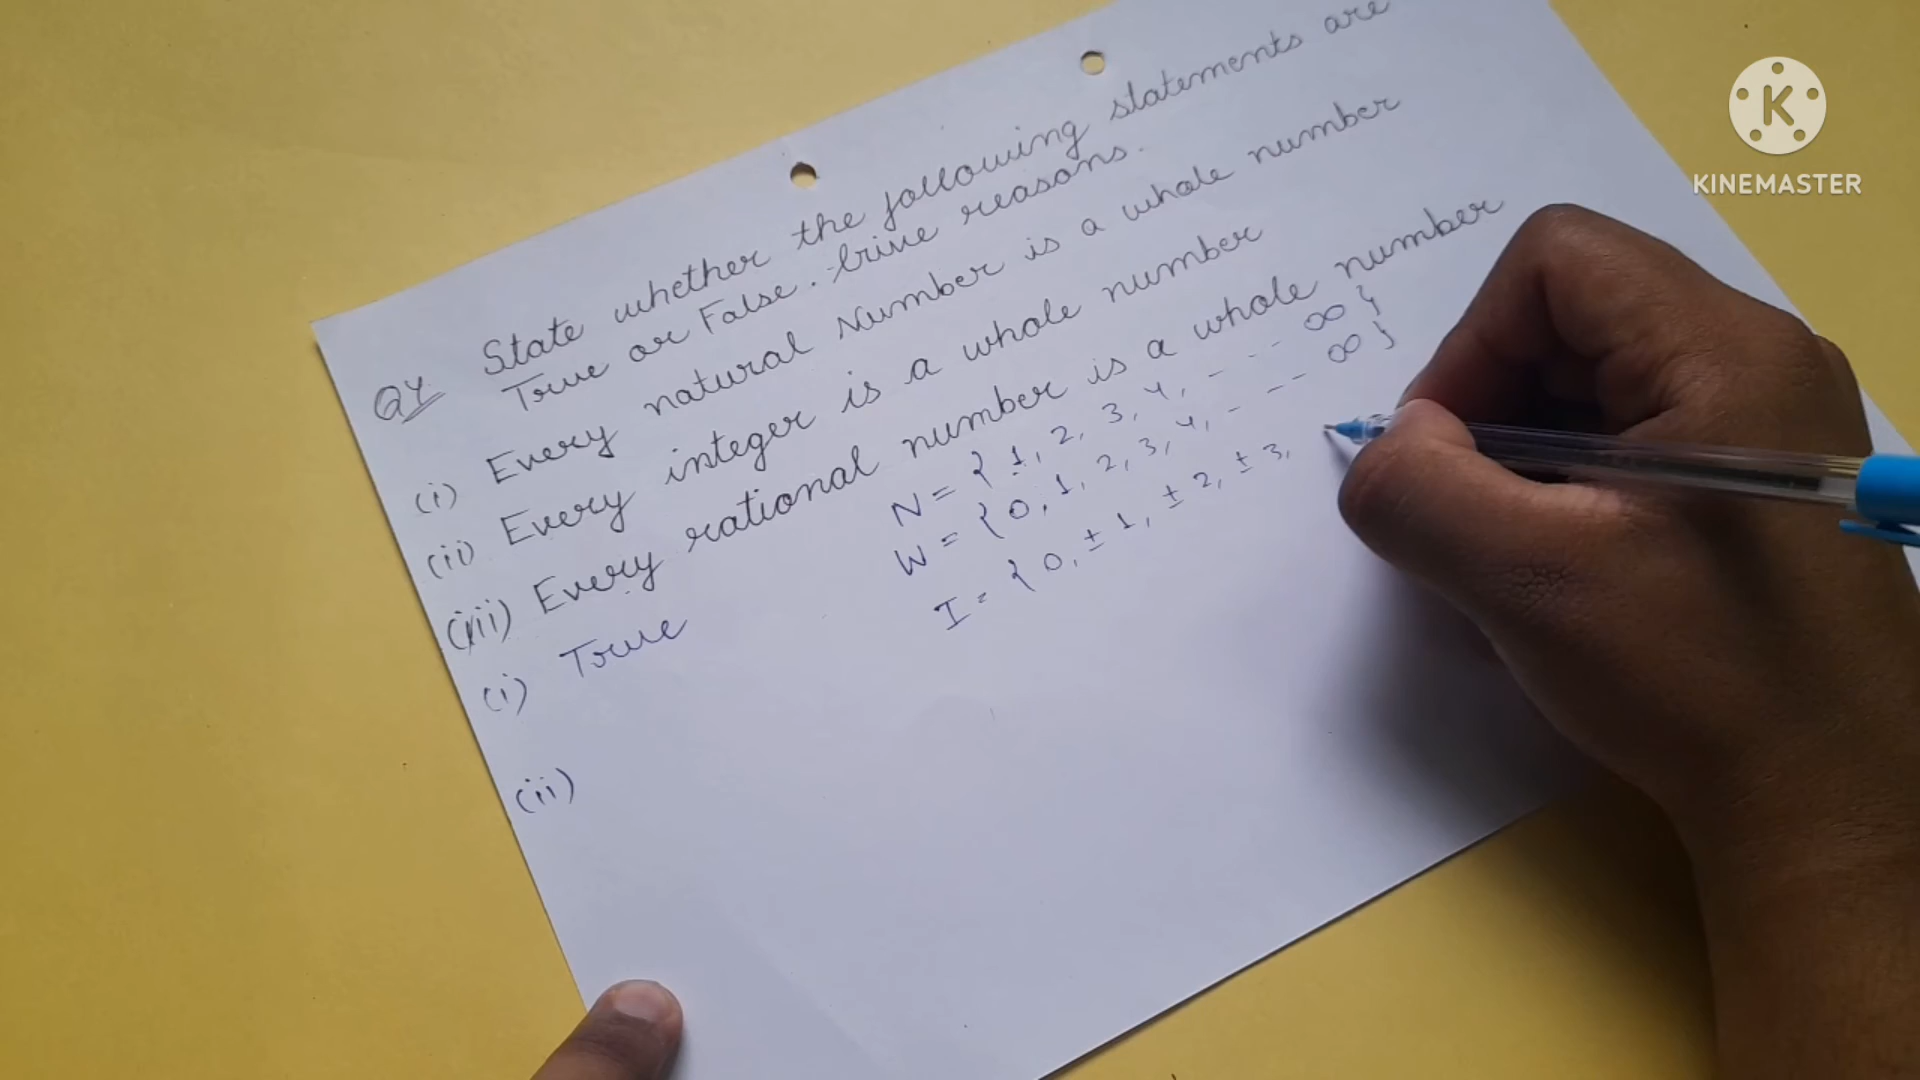 Q4 State whether the following statements are
True or False. Give reasons.
(i) Every natural Number is a whole number
(ii) Every integer is a whole number
(iii) Every rational number is a whole number
N = { 1, 2, 3, 4, - - - ∞ }
W = { 0, 1, 2, 3, 4, - - - ∞ }
I = { 0, ± 1, ± 2, ± 3,
(i) True
(ii)
K
KINEMASTER